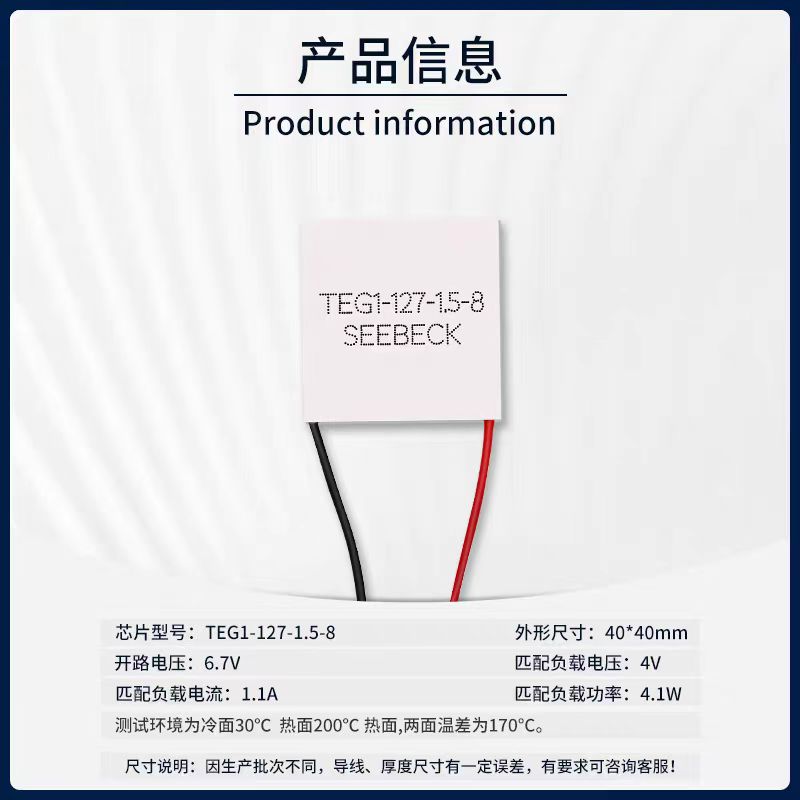 产品信息
Product information
TEG1-127-1.5-8
SEEBECK
芯片型号：TEG1-127-1.5-8 外形尺寸：40*40mm
开路电压：6.7V 匹配负载电压：4V
匹配负载电流：1.1A 匹配负载功率：4.1W
测试环境为冷面30℃ 热面200℃ 热面,两面温差为170℃。
尺寸说明：因生产批次不同，导线、厚度尺寸有一定误差，有要求可咨询客服！